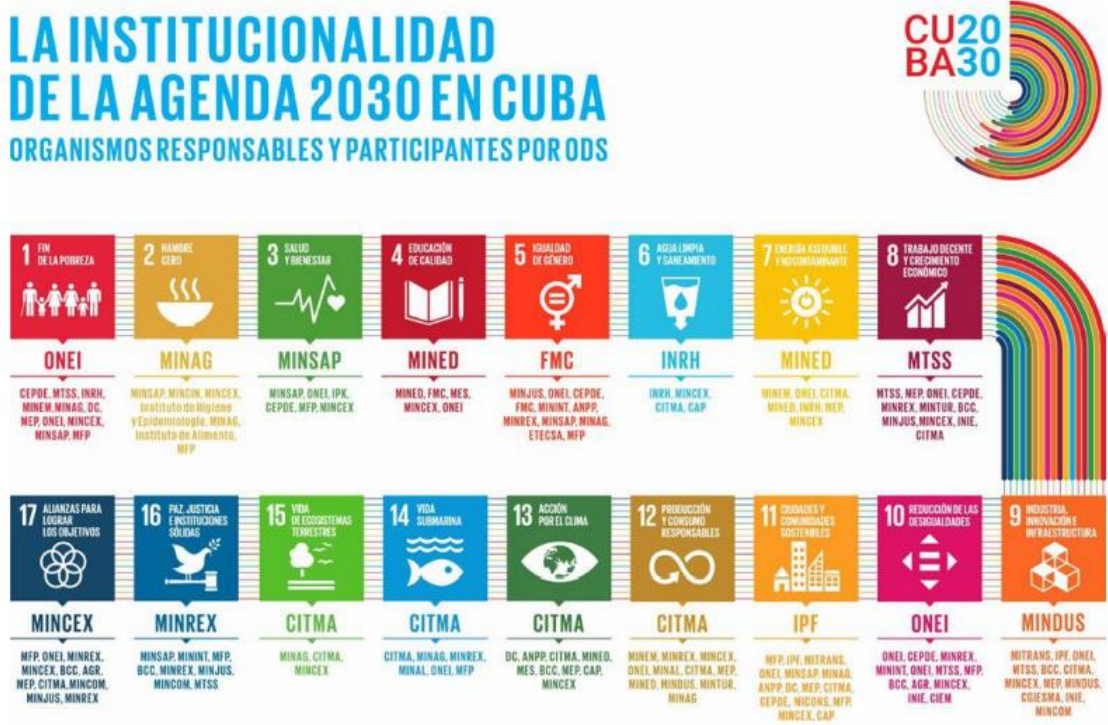 LA INSTITUCIONALIDAD
DE LA AGENDA 2030 EN CUBA
ORGANISMOS RESPONSABLES Y PARTICIPANTES POR ODS
CU20
BA30
1 FIN
DE LA POBREZA
ONEI
CEPDE, MTSS, INRH,
MINEM, MINAG, DC,
MEP, ONEI, MINCEX,
MINSAP, MFP
2 HAMBRE
CERO
MINAG
MINSAP, MINCIN, MINCEX,
Instituto de Higiene
y Epidemiología, MINAG,
Instituto de Alimento,
MFP
3 SALUD
Y BIENESTAR
MINSAP
MINSAP, ONEI, IPK,
CEPDE, MFP, MINCEX
4 EDUCACIÓN
DE CALIDAD
MINED
MINED, FMC, MES,
MINCEX, ONEI
5 IGUALDAD
DE GÉNERO
FMC
MINJUS, ONEI, CEPDE,
FMC, MININT, ANPP,
MINREX, MINSAP, MINAG,
ETECSA, MFP
6 AGUA LIMPIA
Y SANEAMIENTO
INRH
INRH, MINCEX,
CITMA, CAP
7 ENERGÍA ASEQUIBLE
Y NO CONTAMINANTE
MINED
MINEM, ONEI, CITMA,
MINED, INRH, MEP,
MINCEX
8 TRABAJO DECENTE
Y CRECIMIENTO
ECONÓMICO
MTSS
MTSS, MEP, ONEI, CEPDE,
MINREX, MINTUR, BCC,
MINJUS, MINCEX, INIE,
CITMA
17 ALIANZAS PARA
LOGRAR
LOS OBJETIVOS
MINCEX
MFP, ONEI, MINREX,
MINCEX, BCC, AGR,
MEP, CITMA, MINCOM,
MINJUS, MINREX
16 PAZ, JUSTICIA
E INSTITUCIONES
SÓLIDAS
MINREX
MINSAP, MININT, MFP,
BCC, MINREX, MINJUS,
MINCOM, MTSS
15 VIDA
DE ECOSISTEMAS
TERRESTRES
CITMA
MINAG, CITMA,
MINCEX
14 VIDA
SUBMARINA
CITMA
CITMA, MINAG, MINREX,
MINAL, ONEI, MFP
13 ACCIÓN
POR EL CLIMA
CITMA
DC, ANPP, CITMA, MINED,
MES, BCC, MEP, CAP,
MINCEX
12 PRODUCCIÓN
Y CONSUMO
RESPONSABLES
CITMA
MINEM, MINREX, MINCEX,
ONEI, MINAL, CITMA, MEP,
MINED, MINDUS, MINTUR,
MINAG
11 CIUDADES Y
COMUNIDADES
SOSTENIBLES
IPF
MFP, IPF, MITRANS,
ONEI, MINSAP, MINAG,
ANPP, DC, MEP, CITMA,
CEPDE, MICONS, MFP,
MINCEX, CAP
10 REDUCCIÓN DE LAS
DESIGUALDADES
ONEI
ONEI, CEPDE, MINREX,
MININT, ONEI, MTSS, MFP,
BCC, AGR, MINCEX,
INIE, CIEM
9 INDUSTRIA,
INNOVACIÓN E
INFRAESTRUCTURA
MINDUS
MITRANS, IPF, ONEI,
MTSS, BCC, CITMA,
MINCEX, MEP, MINDUS,
CGIESMA, INIE,
MINCOM